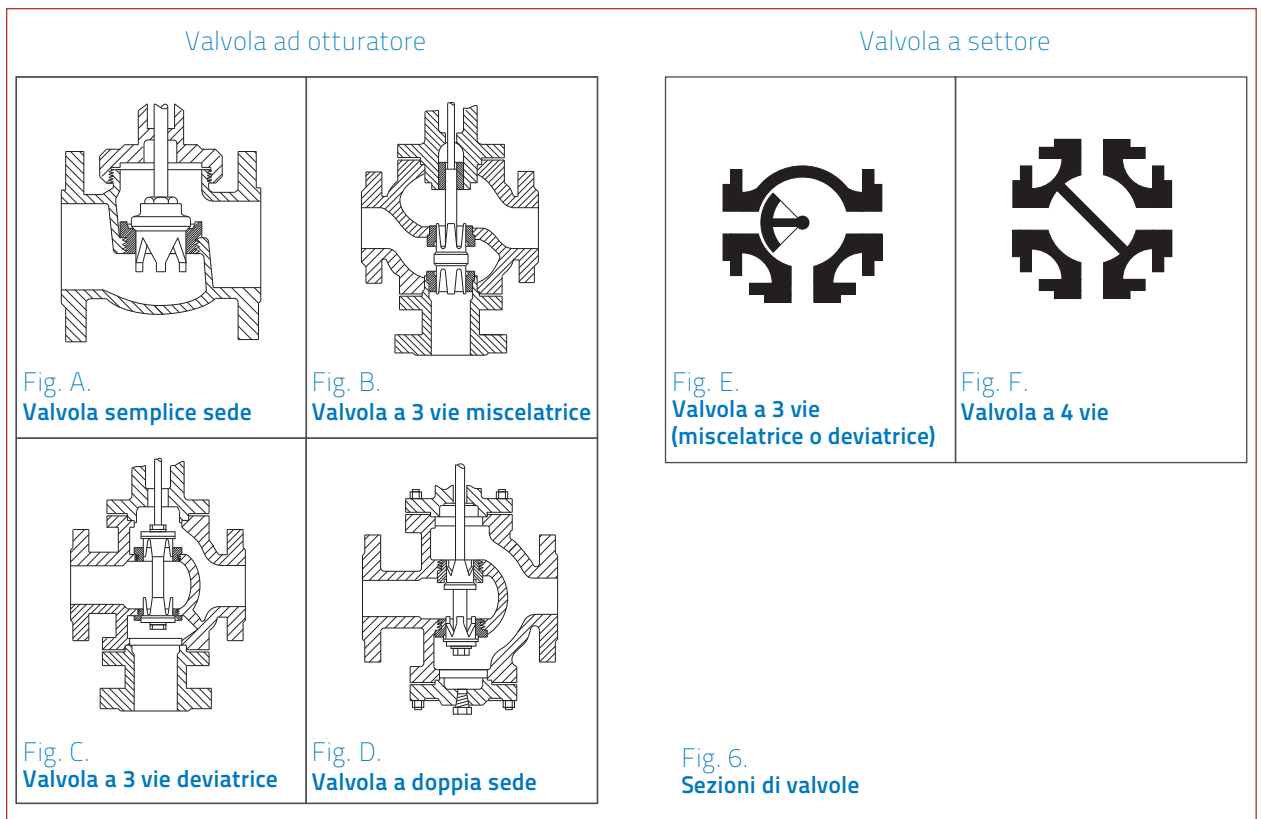 Valvola ad otturatore
Valvola a settore
Fig. A.
Valvola semplice sede
Fig. B.
Valvola a 3 vie miscelatrice
Fig. E.
Valvola a 3 vie
(miscelatrice o deviatrice)
Fig. F.
Valvola a 4 vie
Fig. C.
Valvola a 3 vie deviatrice
Fig. D.
Valvola a doppia sede
Fig. 6.
Sezioni di valvole